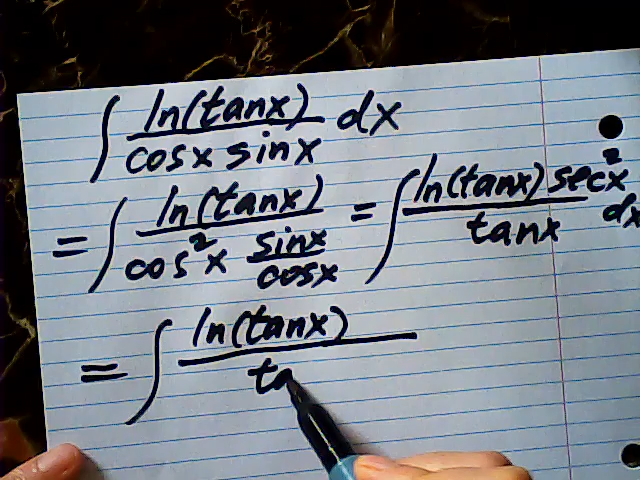 ∫ ln(tanx) / cosx sinx dx
= ∫ ln(tanx) / cos²x sinx/cosx = ∫ ln(tanx) sec²x / tanx dx
= ∫ ln(tanx) / ta